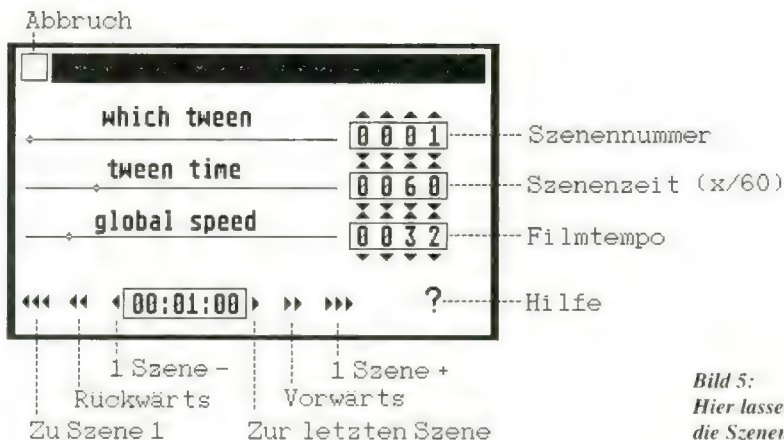 Abbruch
which tween
0001
Szenennummer
tween time
0060
Szenenzeit (x/60)
global speed
0032
Filmtempo
00:01:00
?
Hilfe
1 Szene -
1 Szene +
Rückwärts
Vorwärts
Zu Szene 1
Zur letzten Szene
Bild 5:
Hier lasse
die Szene